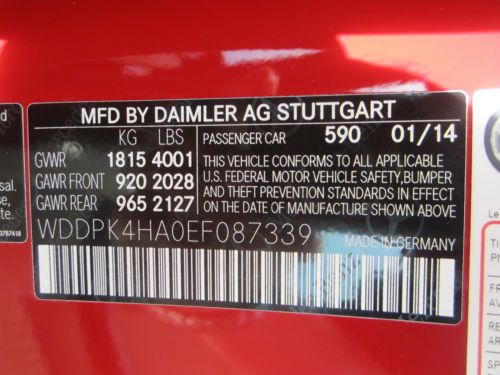 MFD BY DAIMLER AG STUTTGART
KG LBS PASSENGER CAR 590 01/14
GVWR 1815 4001 THIS VEHICLE CONFORMS TO ALL APPLICABLE
GAWR FRONT 920 2028 U.S. FEDERAL MOTOR VEHICLE SAFETY,BUMPER
AND THEFT PREVENTION STANDARDS IN EFFECT
GAWR REAR 965 2127 ON THE DATE OF MANUFACTURE SHOWN ABOVE
WDDPK4HA0EF087339 MADE IN GERMANY